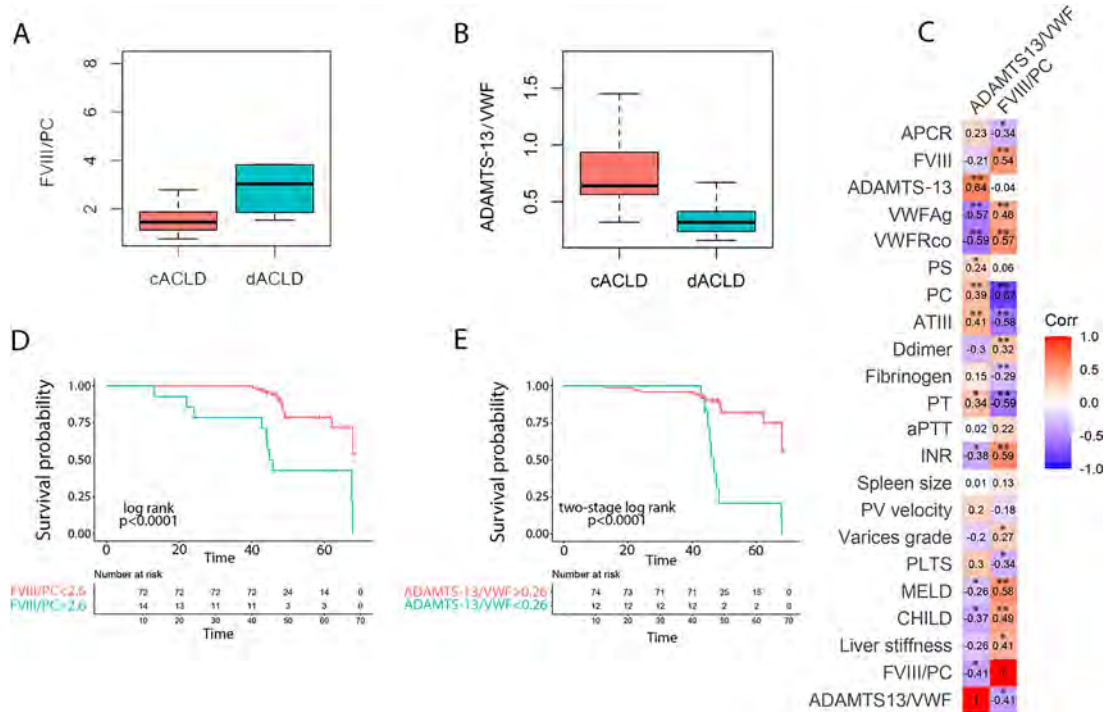 A
8
6
4
2
FVIII/PC
cACLD
dACLD
B
1.5
1.0
0.5
ADAMTS-13/VWF
cACLD
dACLD
C
ADAMTS13/VWF
FVIII/PC
APCR 0.23 * -0.34
FVIII -0.21 ** 0.54
ADAMTS-13 ** 0.64 -0.04
VWFAg ** -0.57 ** 0.48
VWFRco ** -0.59 ** 0.57
PS * 0.24 0.06
PC ** 0.39 ** -0.67
ATIII ** 0.41 ** -0.58
Ddimer -0.3 ** 0.32
Fibrinogen 0.15 ** -0.29
PT * 0.34 ** -0.59
aPTT 0.02 0.22
INR * -0.38 ** 0.59
Spleen size 0.01 0.13
PV velocity 0.2 -0.18
Varices grade -0.2 * 0.27
PLTS 0.3 * -0.34
MELD * -0.26 ** 0.58
CHILD * -0.37 ** 0.49
Liver stiffness -0.26 * 0.41
FVIII/PC * -0.41 1
ADAMTS13/VWF 1 * -0.41
Corr
1.0
0.5
0.0
-0.5
-1.0
D
Survival probability
1.00
0.75
0.50
0.25
0.00
log rank
p<0.0001
0 20 40 60
Time
Number at risk
FVIII/PC<2.6 72 72 72 72 24 14 0
FVIII/PC>2.6 14 13 11 11 3 3 0
10 20 30 40 50 60 70
Time
E
Survival probability
1.00
0.75
0.50
0.25
0.00
two-stage log rank
p<0.0001
0 20 40 60
Time
Number at risk
ADAMTS-13/VWF>0.26 74 73 71 71 25 15 0
ADAMTS-13/VWF<0.26 12 12 12 12 2 2 0
10 20 30 40 50 60 70
Time